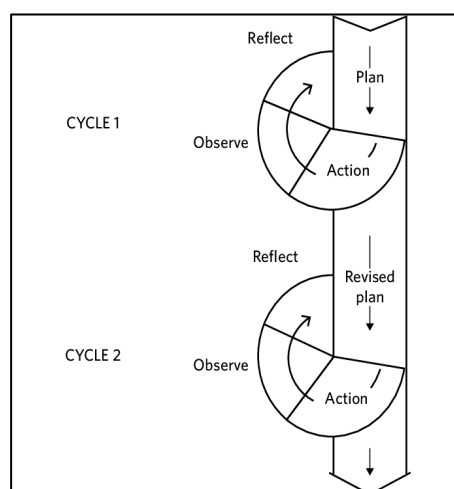 Reflect
Plan
CYCLE 1
Observe
Action
Reflect
Revised
plan
CYCLE 2
Observe
Action